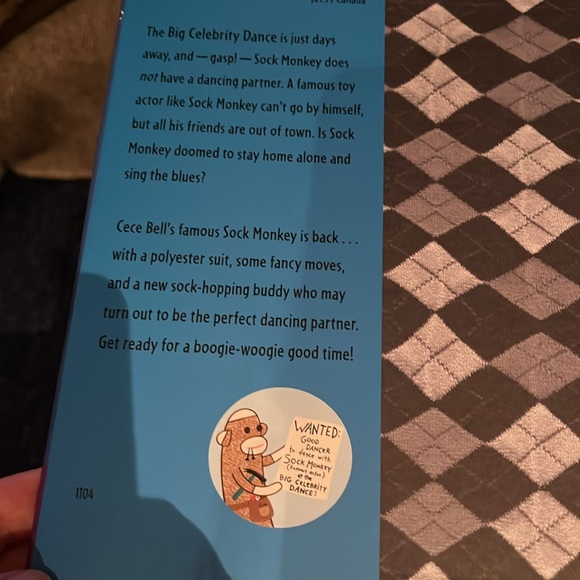 The Big Celebrity Dance is just days
away, and — gasp! — Sock Monkey does
not have a dancing partner. A famous toy
actor like Sock Monkey can't go by himself,
but all his friends are out of town. Is Sock
Monkey doomed to stay home alone and
sing the blues?
Cece Bell's famous Sock Monkey is back . . .
with a polyester suit, some fancy moves,
and a new sock-hopping buddy who may
turn out to be the perfect dancing partner.
Get ready for a boogie-woogie good time!
WANTED:
GOOD
DANCER
to dance with
SOCK MONKEY
(famous actor)
at the
BIG CELEBRITY
DANCE!
1104